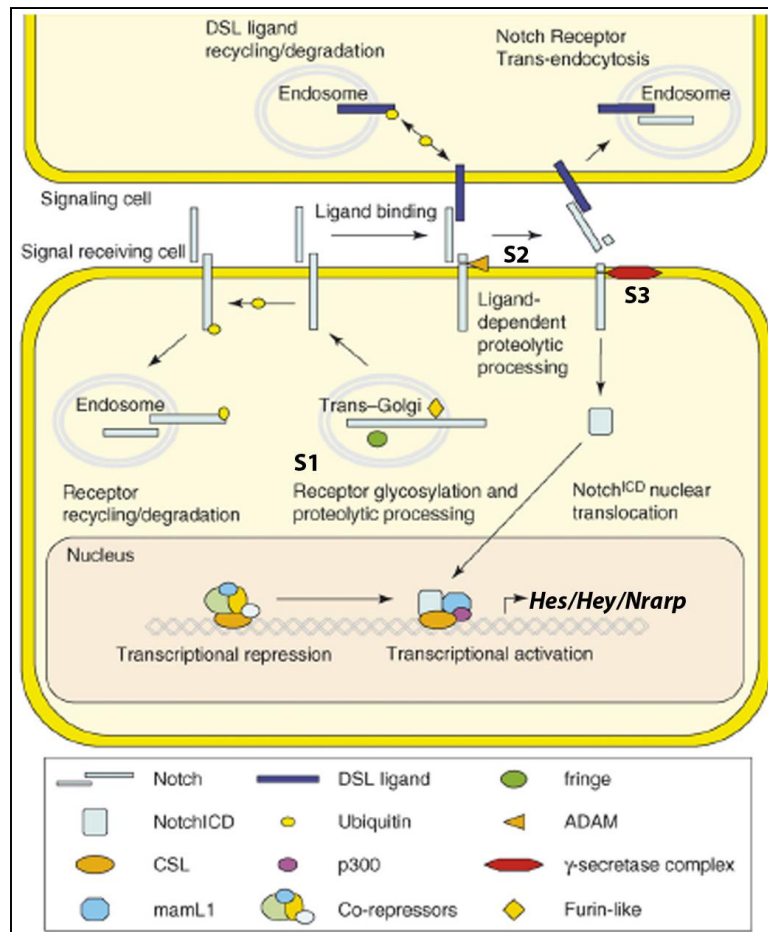 DSL ligand
recycling/degradation
Notch Receptor
Trans-endocytosis
Endosome
Endosome
Signaling cell
Ligand binding
Signal receiving cell
S2
S3
Ligand-
dependent
proteolytic
processing
Endosome
Trans–Golgi
S1
Receptor
recycling/degradation
Receptor glycosylation and
proteolytic processing
NotchICD nuclear
translocation
Nucleus
Hes/Hey/Nrarp
Transcriptional repression
Transcriptional activation
Notch
DSL ligand
fringe
NotchICD
Ubiquitin
ADAM
CSL
p300
γ-secretase complex
mamL1
Co-repressors
Furin-like